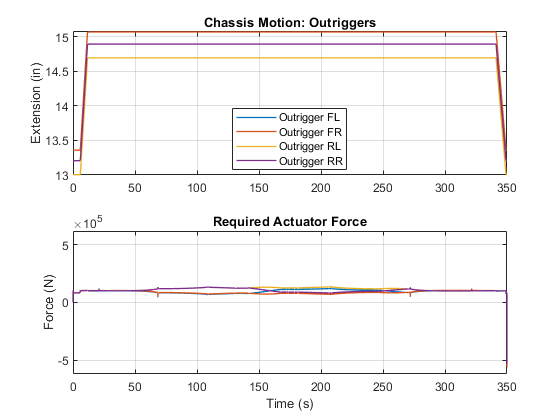 Chassis Motion: Outriggers
Extension (in)
15
14.5
14
13.5
13
Outrigger FL
Outrigger FR
Outrigger RL
Outrigger RR
0 50 100 150 200 250 300 350
Required Actuator Force
×10^5
Force (N)
5
0
-5
0 50 100 150 200 250 300 350
Time (s)